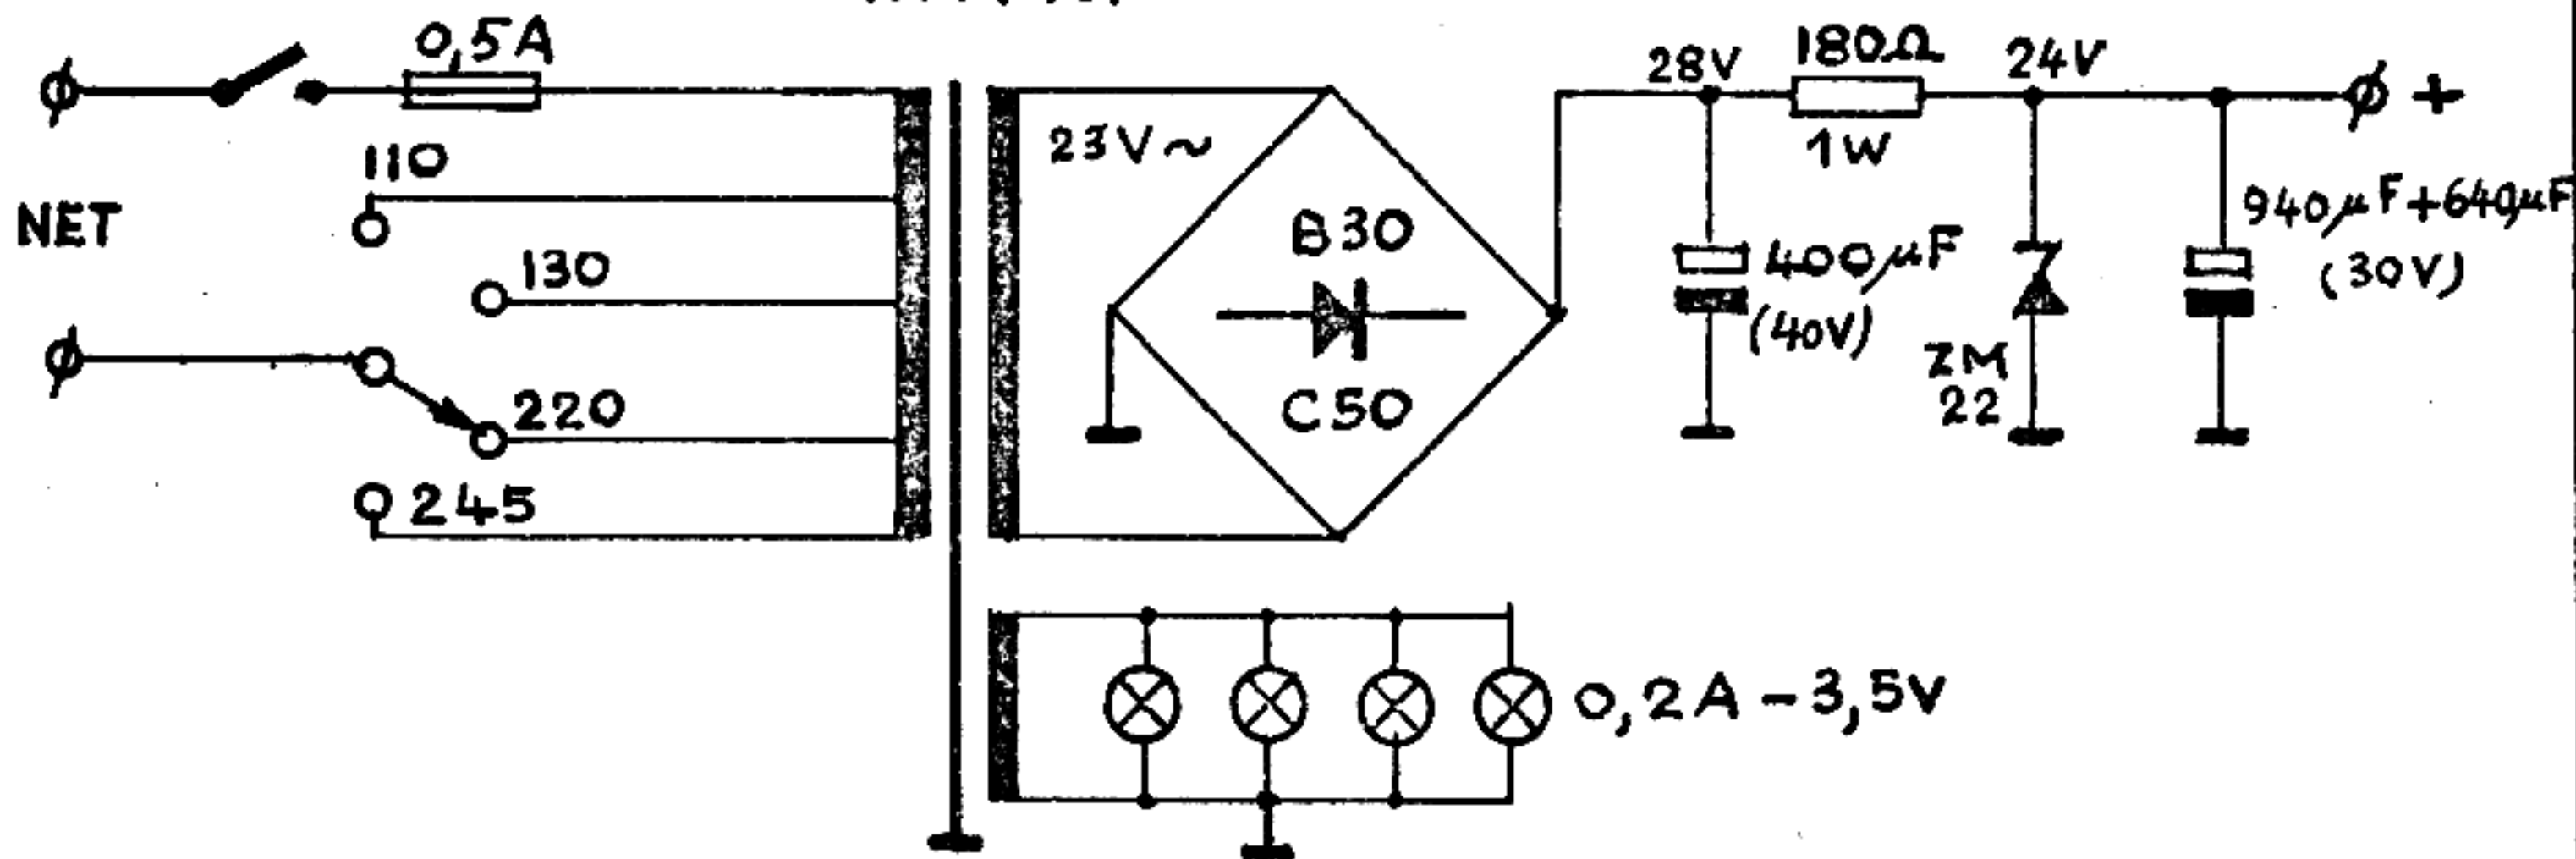 0,5A
110
NET
130
220
245
23V~
B30
C50
28V
180Ω
1W
24V
+
400µF
(40V)
ZM
22
940µF+640µF
(30V)
0,2A-3,5V